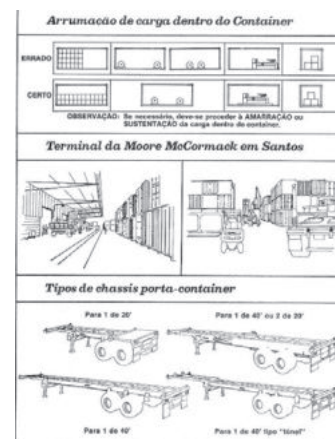 Arrumação de carga dentro do Container
ERRADO
CERTO
OBSERVAÇÃO: Se necessário, deve-se proceder à AMARRAÇÃO ou
SUSTENTAÇÃO da carga dentro do container.
Terminal da Moore McCormack em Santos
Tipos de chassis porta-container
Para 1 de 20'
Para 1 de 40' ou 2 de 20'
Para 1 de 40'
Para 1 de 40' tipo "túnel"